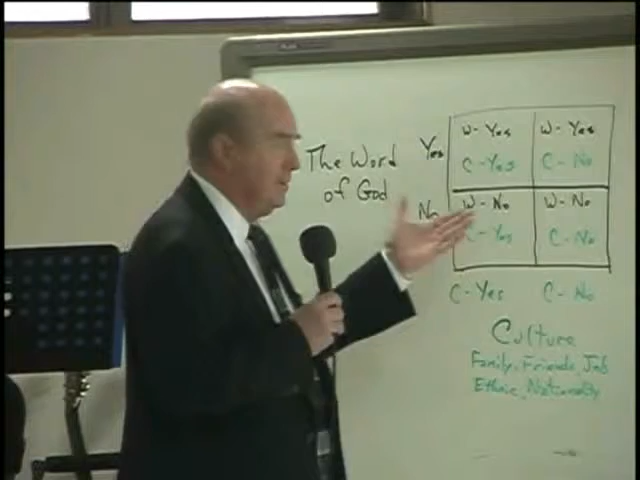 The Word
of God
Yes
No
W- Yes
W- Yes
C-Yes
C- No
W- No
W- No
C- Yes
C- No
C-Yes
C- No
Culture
Family, Friends, Job
Ethnic, Nationality